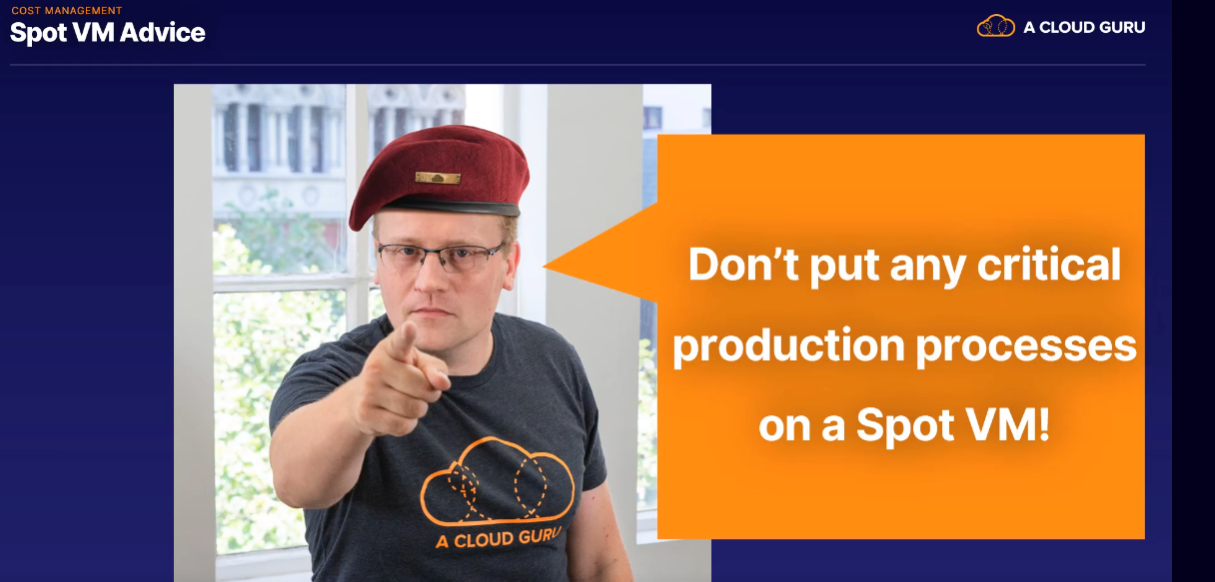 COST MANAGEMENT
Spot VM Advice
A CLOUD GURU
Don’t put any critical
production processes
on a Spot VM!
A CLOUD GURU